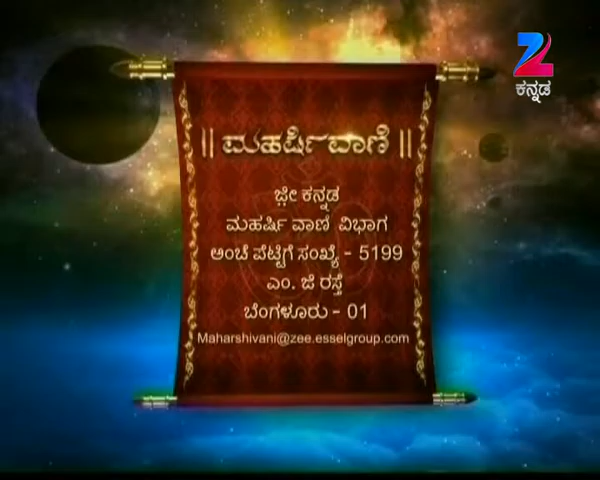 ಕನ್ನಡ
|| ಮಹರ್ಷಿವಾಣಿ ||
ಜ಼ೀ ಕನ್ನಡ
ಮಹರ್ಷಿ ವಾಣಿ ವಿಭಾಗ
ಅಂಚೆ ಪೆಟ್ಟಿಗೆ ಸಂಖ್ಯೆ - 5199
ಎಂ. ಜಿ ರಸ್ತೆ
ಬೆಂಗಳೂರು - 01
Maharshivani@zee.esselgroup.com